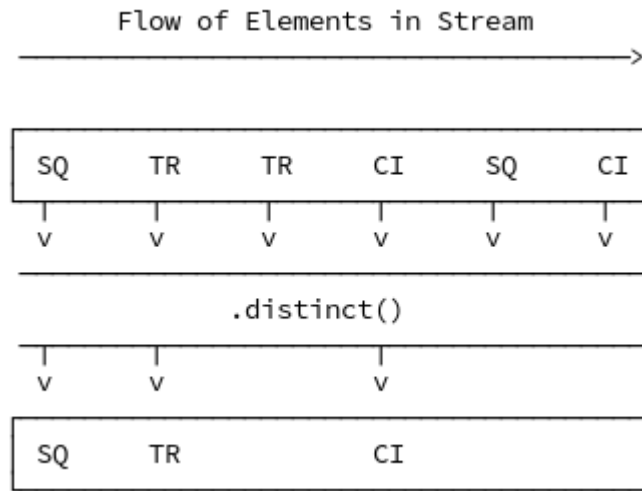 Flow of Elements in Stream
SQ TR TR CI SQ CI
v v v v v v
.distinct()
v v v
SQ TR CI